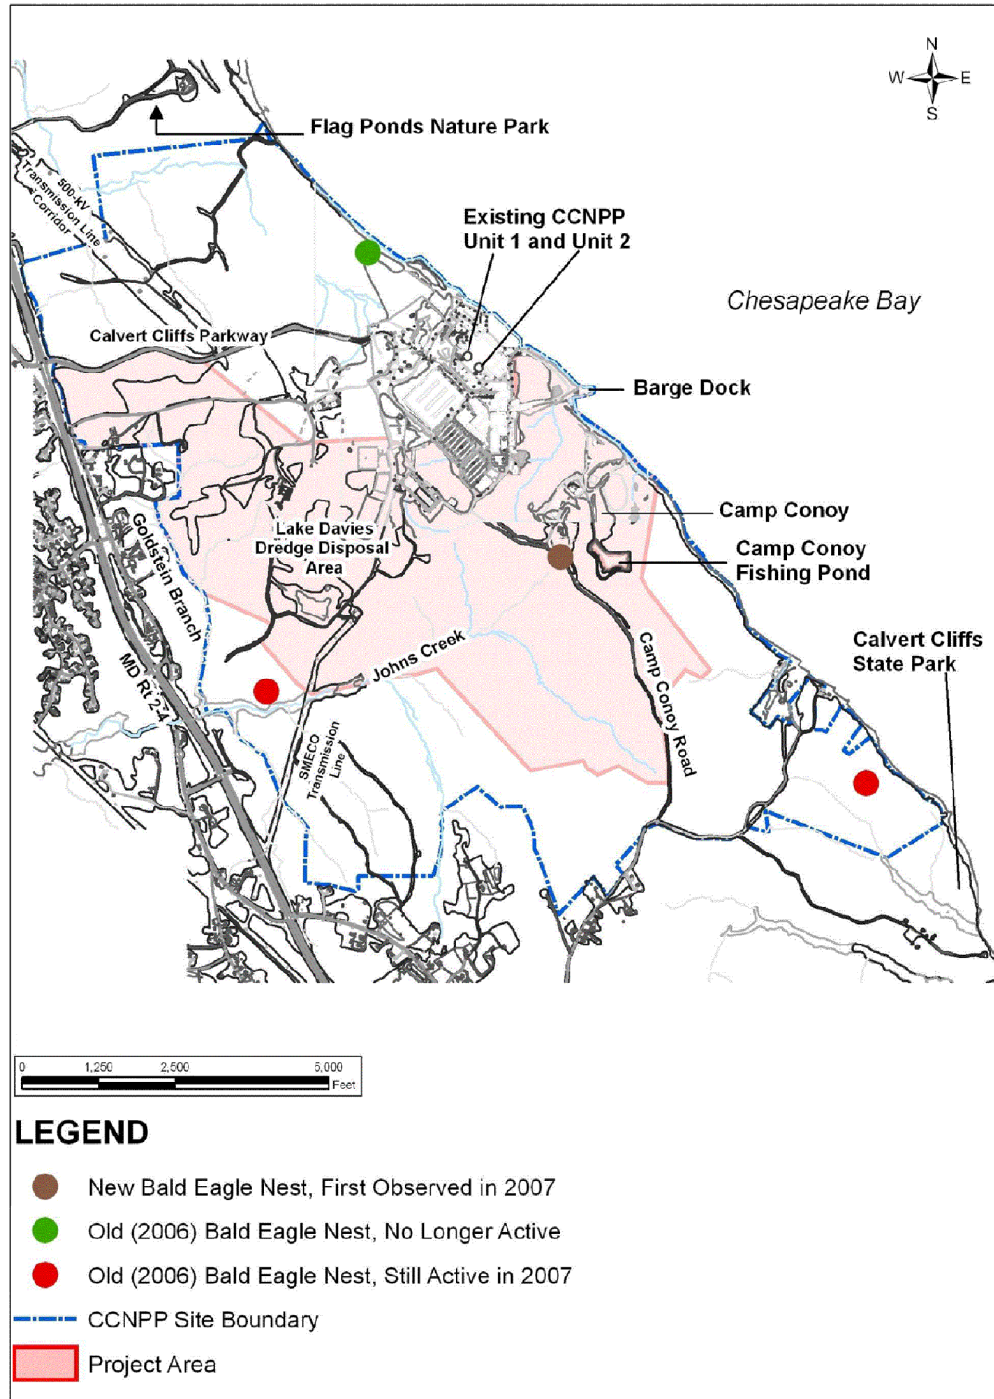 N
W E
S
Flag Ponds Nature Park
500-kV
Transmission Line
Corridor
Existing CCNPP
Unit 1 and Unit 2
Chesapeake Bay
Calvert Cliffs Parkway
Barge Dock
Camp Conoy
Lake Davies
Dredge Disposal
Area
Camp Conoy
Fishing Pond
Goldstein Branch
MD Rt 2-4
Johns Creek
Camp Conoy Road
Calvert Cliffs
State Park
SMECO
Transmission
Line
0 1,250 2,500 5,000
Feet
LEGEND
New Bald Eagle Nest, First Observed in 2007
Old (2006) Bald Eagle Nest, No Longer Active
Old (2006) Bald Eagle Nest, Still Active in 2007
CCNPP Site Boundary
Project Area